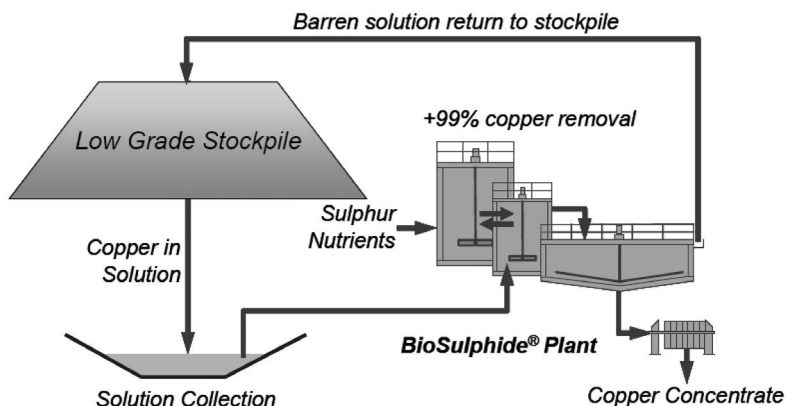 Barren solution return to stockpile
Low Grade Stockpile
+99% copper removal
Sulphur
Nutrients
Copper in
Solution
BioSulphide® Plant
Solution Collection
Copper Concentrate